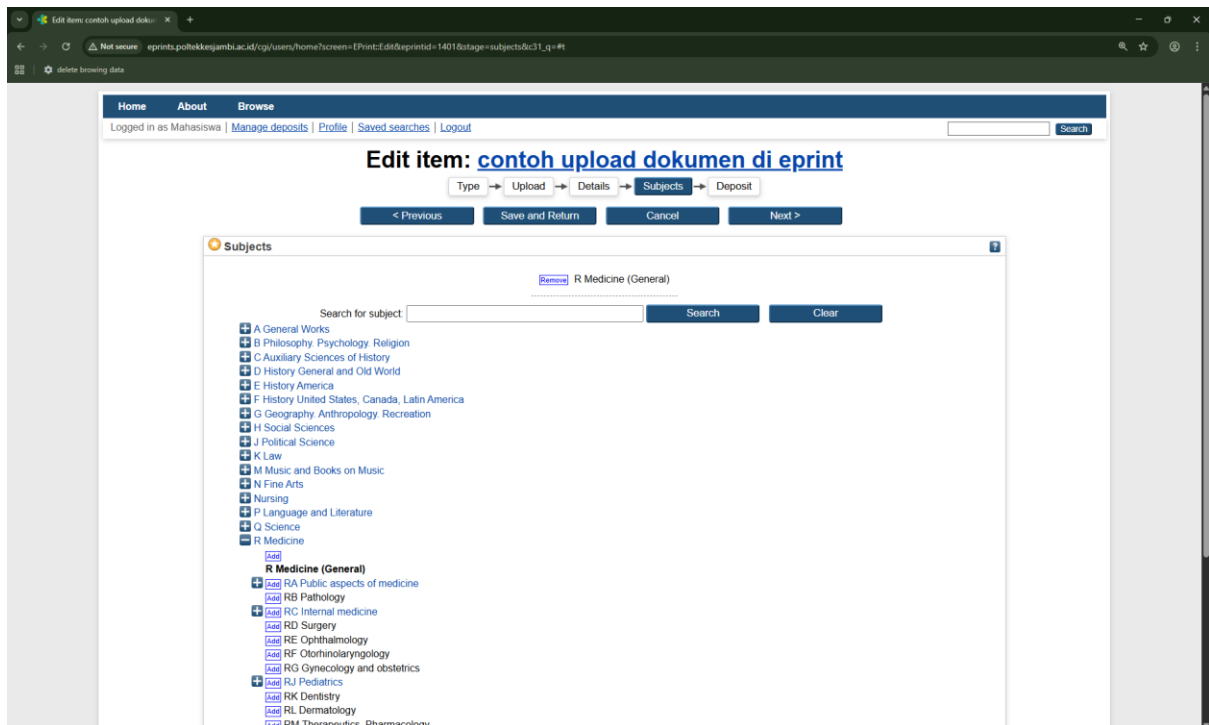 Edit item: contoh upload doku
Not secure eprints.poltekkesjambi.ac.id/cgi/users/home?screen=EPrint::Edit&eprintid=1401&stage=subjects&c31_q=#t
delete browing data
Home About Browse
Logged in as Mahasiswa | Manage deposits | Profile | Saved searches | Logout Search
Edit item: contoh upload dokumen di eprint
Type Upload Details Subjects Deposit
< Previous Save and Return Cancel Next >
Subjects
Remove R Medicine (General)
Search for subject: Search Clear
A General Works
B Philosophy. Psychology. Religion
C Auxiliary Sciences of History
D History General and Old World
E History America
F History United States, Canada, Latin America
G Geography. Anthropology. Recreation
H Social Sciences
J Political Science
K Law
M Music and Books on Music
N Fine Arts
Nursing
P Language and Literature
Q Science
R Medicine
Add
R Medicine (General)
Add RA Public aspects of medicine
Add RB Pathology
Add RC Internal medicine
Add RD Surgery
Add RE Ophthalmology
Add RF Otorhinolaryngology
Add RG Gynecology and obstetrics
Add RJ Pediatrics
Add RK Dentistry
Add RL Dermatology
Add RM Therapeutics. Pharmacology